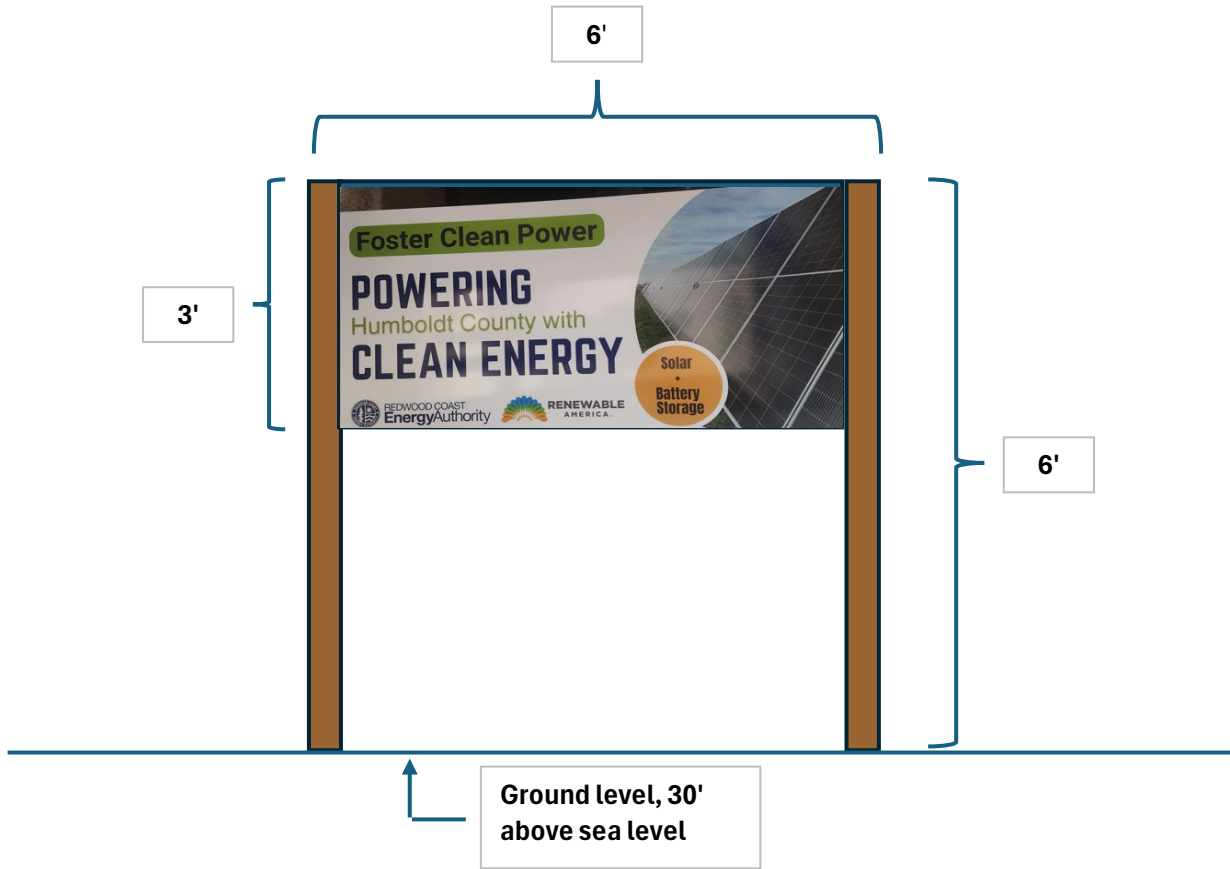 6'
3'
Foster Clean Power
POWERING
Humboldt County with
CLEAN ENERGY
REDWOOD COAST
EnergyAuthority
RENEWABLE
AMERICA
Solar
+
Battery
Storage
6'
Ground level, 30'
above sea level